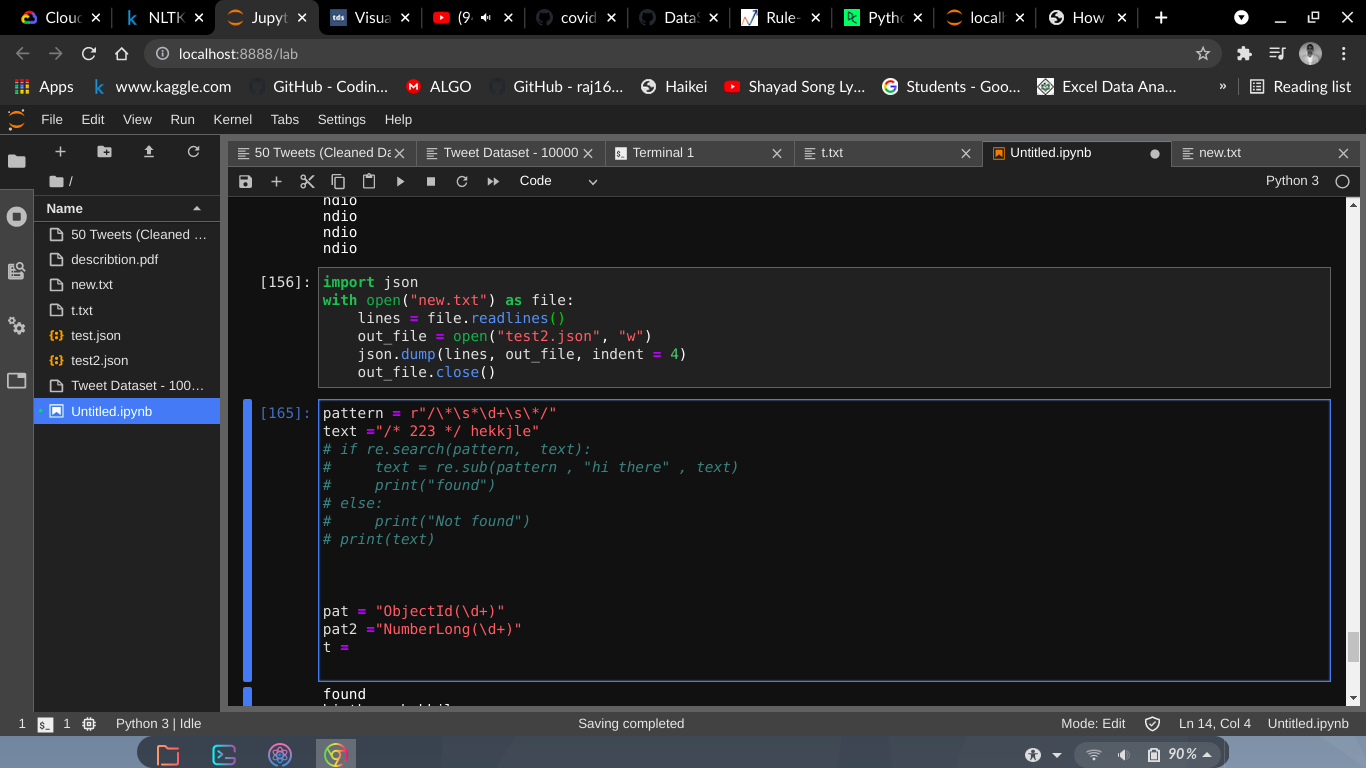 Clouc
NLTK
Jupyt
tds
Visua
(9
covid
DataS
Rule-
Pytho
localh
How
localhost:8888/lab
Apps
www.kaggle.com
GitHub - Codin...
ALGO
GitHub - raj16...
Haikei
Shayad Song Ly...
Students - Goo...
Excel Data Ana...
»
Reading list
File Edit View Run Kernel Tabs Settings Help
50 Tweets (Cleaned Da
Tweet Dataset - 10000
Terminal 1
t.txt
Untitled.ipynb
new.txt
Code
Python 3
/
Name
50 Tweets (Cleaned ...
describtion.pdf
new.txt
t.txt
test.json
test2.json
Tweet Dataset - 100...
Untitled.ipynb
ndio
ndio
ndio
ndio
[156]:
import json
with open("new.txt") as file:
    lines = file.readlines()
    out_file = open("test2.json", "w")
    json.dump(lines, out_file, indent = 4)
    out_file.close()
[165]:
pattern = r"/\*\s*\d+\s\*/"
text ="/* 223 */ hekkjle"
# if re.search(pattern,  text):
#     text = re.sub(pattern , "hi there" , text)
#     print("found")
# else:
#     print("Not found")
# print(text)
pat = "ObjectId(\d+)"
pat2 ="NumberLong(\d+)"
t =
found
1
1
Python 3 | Idle
Saving completed
Mode: Edit
Ln 14, Col 4
Untitled.ipynb
90%